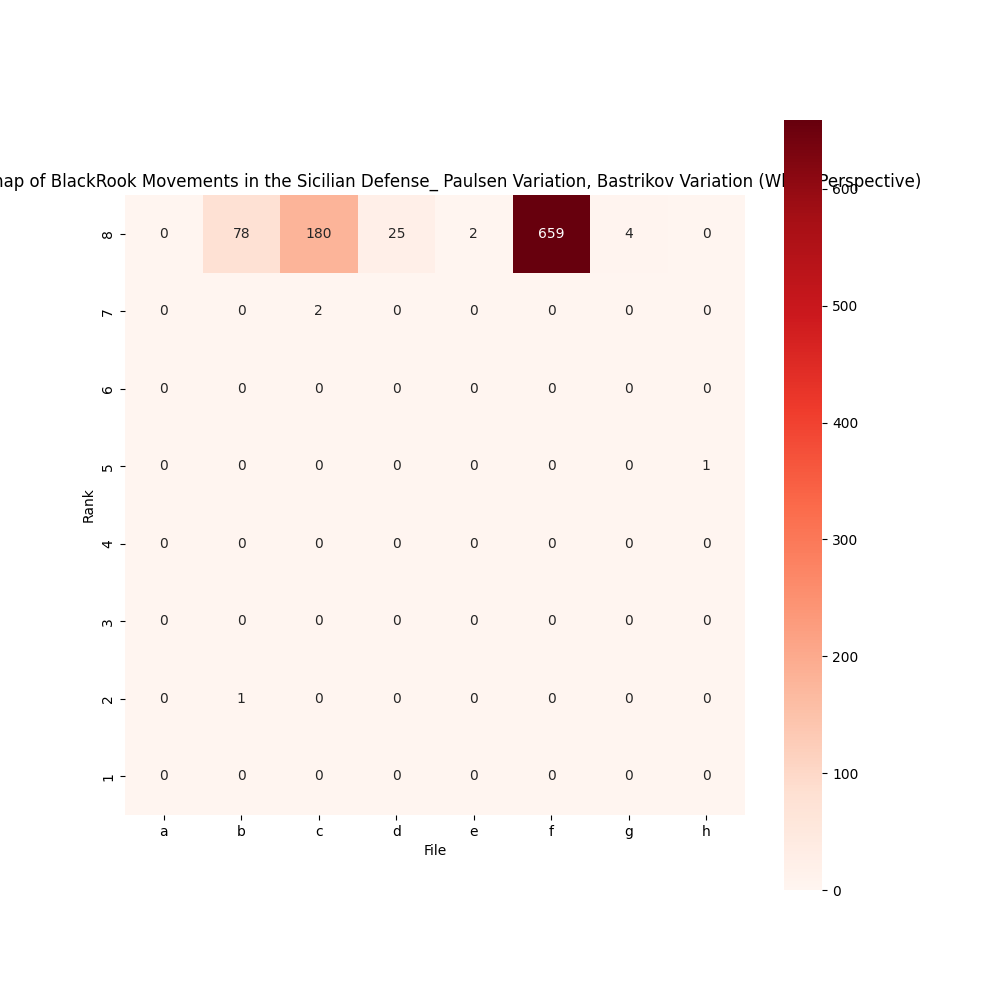 of BlackRook Movements in the Sicilian Defense_ Paulsen Variation, Bastrikov Variation Perspective)
600
8 0 78 180 25 2 659 4 0
7 0 0 2 0 0 0 0 0
500
6 0 0 0 0 0 0 0 0
400
5 0 0 0 0 0 0 0 1
Rank
4 0 0 0 0 0 0 0 0
300
3 0 0 0 0 0 0 0 0
200
2 0 1 0 0 0 0 0 0
100
1 0 0 0 0 0 0 0 0
a b c d e f g h
File
0